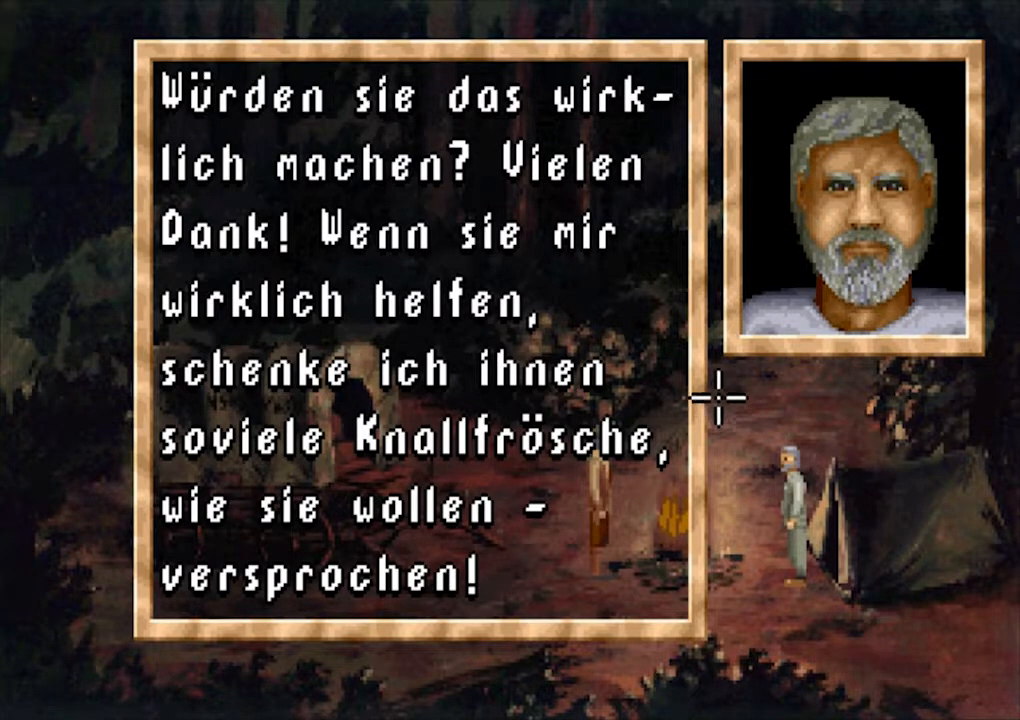 Würden sie das wirk-
lich machen? Vielen
Dank! Wenn sie mir
wirklich helfen,
schenke ich ihnen
soviele Knallfrösche,
wie sie wollen -
versprochen!